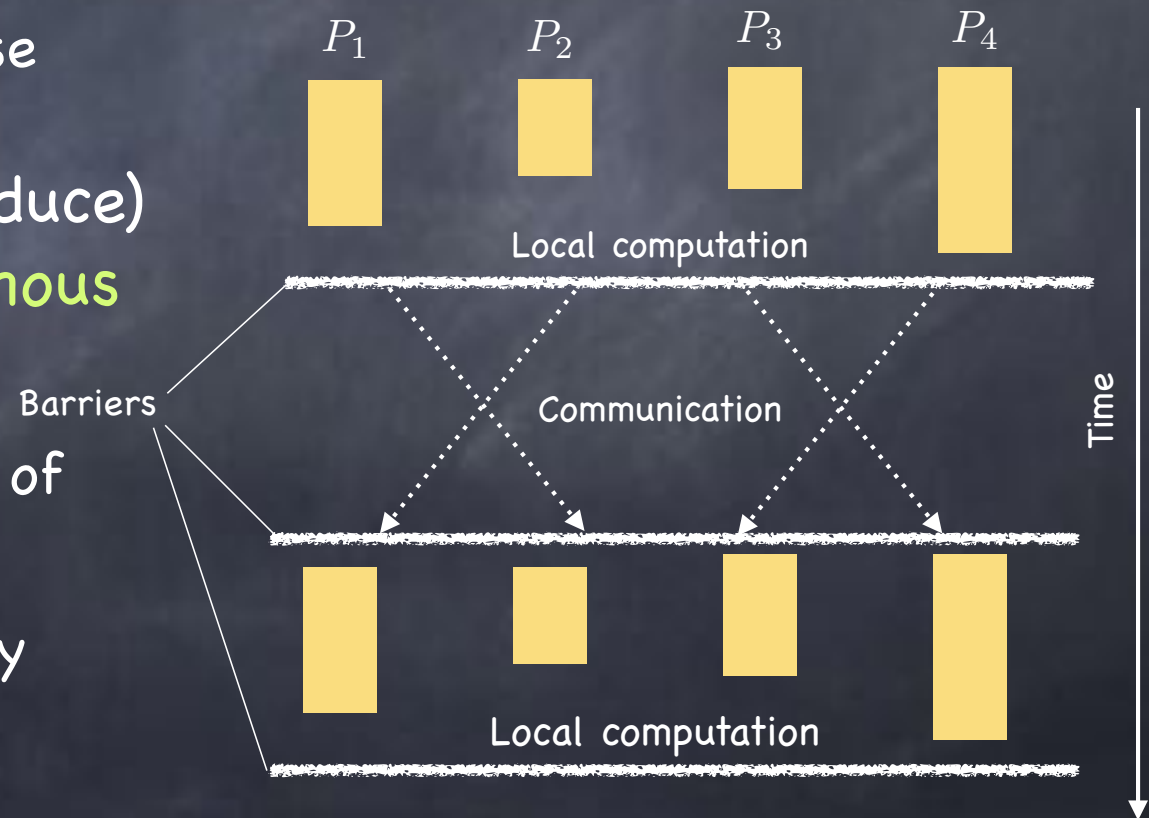 se
duce)
nous
of
y
P1 P2 P3 P4
Local computation
Barriers
Communication
Time
Local computation